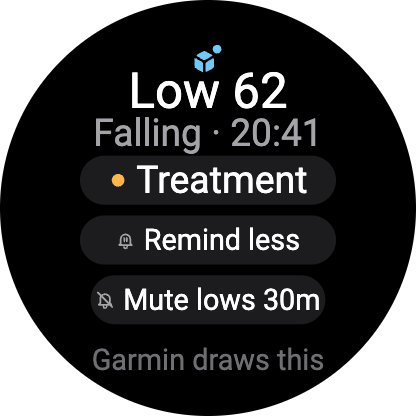 Low 62
Falling · 20:41
Treatment
Remind less
Mute lows 30m
Garmin draws this